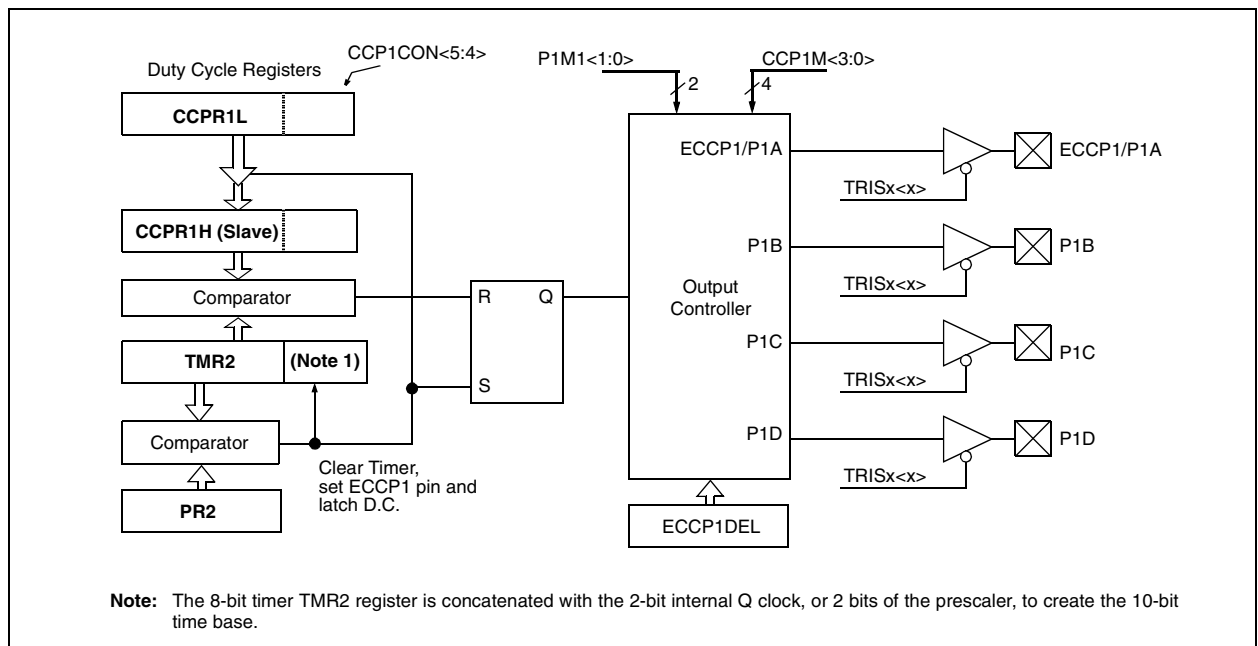 CCP1CON<5:4>
Duty Cycle Registers
CCPR1L
CCPR1H (Slave)
Comparator
TMR2
(Note 1)
Comparator
PR2
Clear Timer,
set ECCP1 pin and
latch D.C.
R
Q
S
P1M1<1:0>
2
CCP1M<3:0>
4
Output
Controller
ECCP1/P1A
P1B
P1C
P1D
ECCP1DEL
TRISx<x>
ECCP1/P1A
TRISx<x>
P1B
TRISx<x>
P1C
TRISx<x>
P1D
Note: The 8-bit timer TMR2 register is concatenated with the 2-bit internal Q clock, or 2 bits of the prescaler, to create the 10-bit
time base.